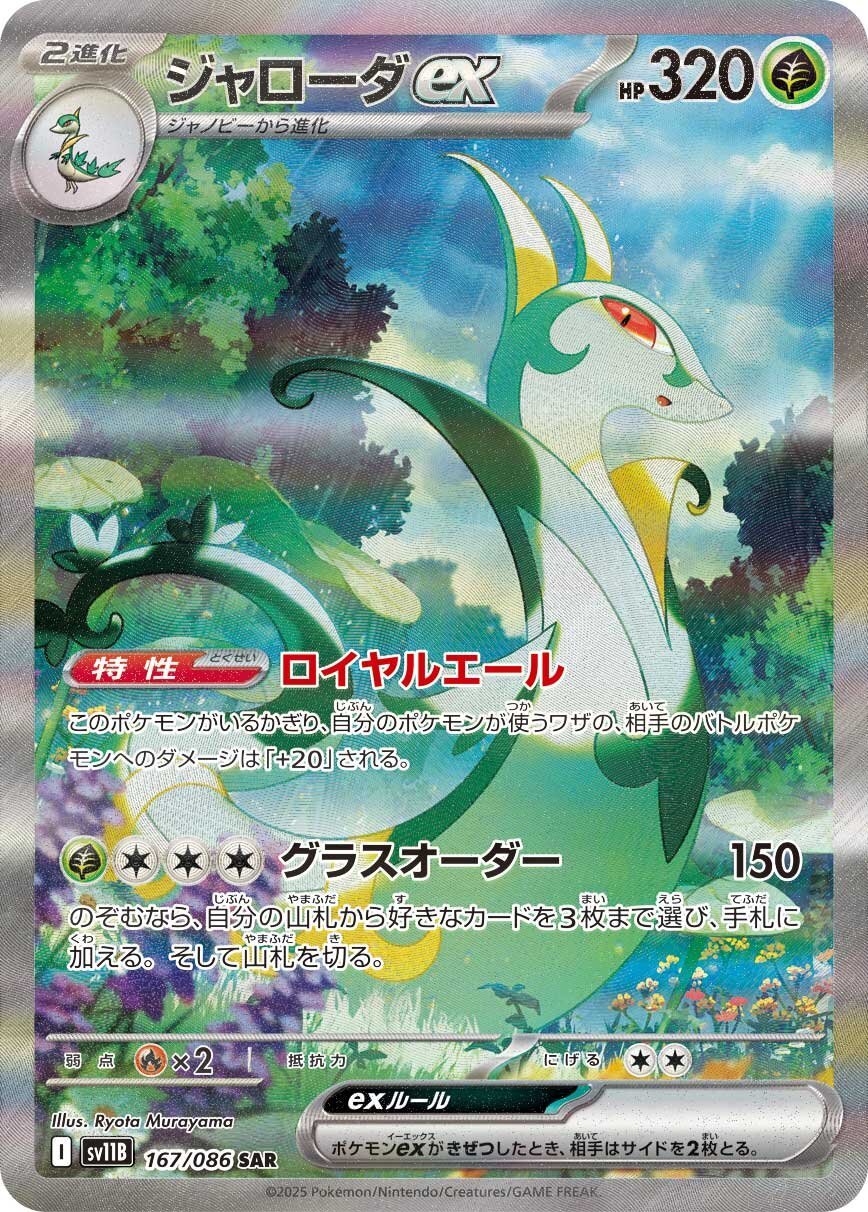 2進化
ジャローダex
HP320
ジャノビーから進化
特性 とくせい
ロイヤルエール
このポケモンがいるかぎり、自分のポケモンが使うワザの、相手のバトルポケ
モンへのダメージは「+20」される。
グラスオーダー 150
のぞむなら、自分の山札から好きなカードを3枚まで選び、手札に
加える。そして山札を切る。
弱点 ×2 抵抗力 にげる
exルール
ポケモンexがきぜつしたとき、相手はサイドを2枚とる。
Illus. Ryota Murayama
I sv11B 167/086 SAR
©2025 Pokémon/Nintendo/Creatures/GAME FREAK.